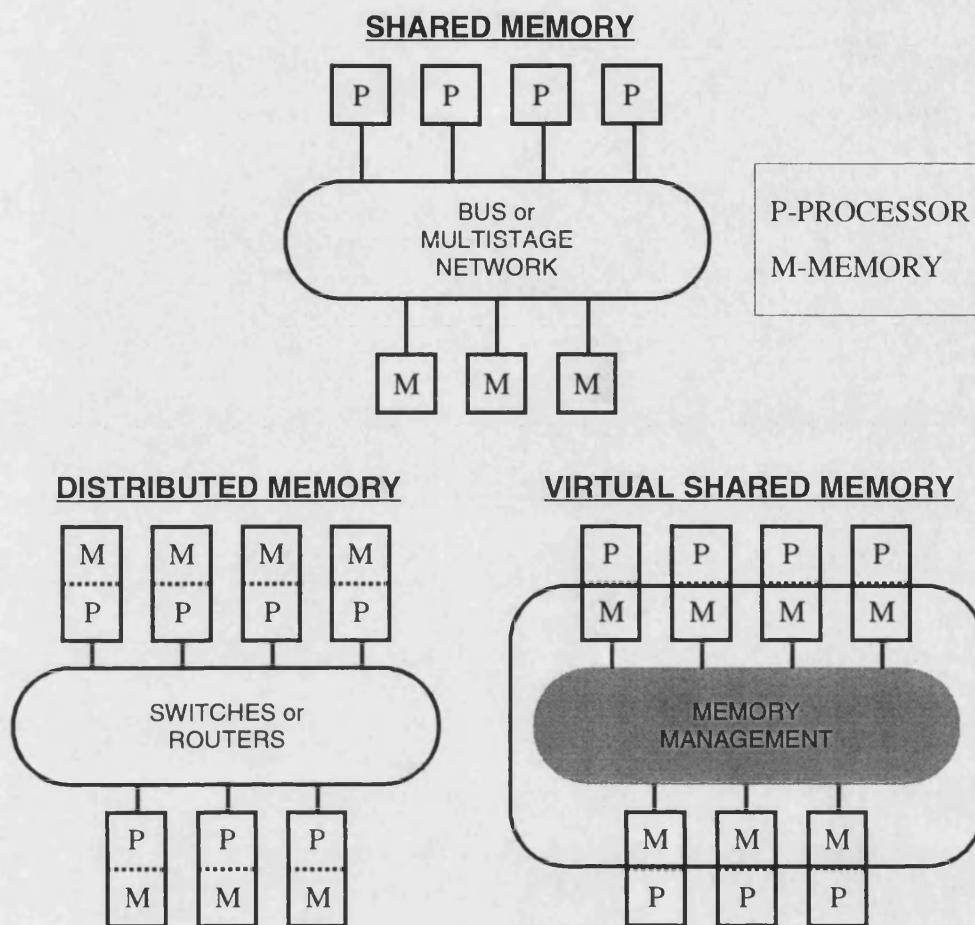 SHARED MEMORY
P P P P
BUS or
MULTISTAGE
NETWORK
M M M
P-PROCESSOR
M-MEMORY
DISTRIBUTED MEMORY
M M M M
P P P P
SWITCHES or
ROUTERS
P P P
M M M
VIRTUAL SHARED MEMORY
P P P P
M M M M
MEMORY
MANAGEMENT
M M M
P P P